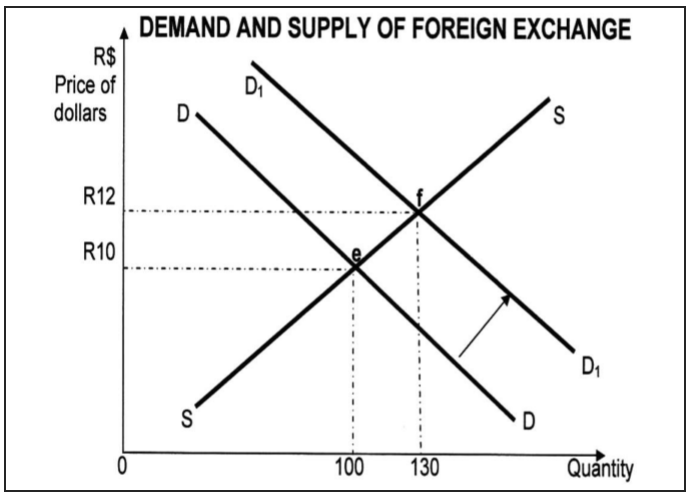 DEMAND AND SUPPLY OF FOREIGN EXCHANGE
R$
Price of
dollars
D₁
D
S
R12
f
R10
e
D₁
S
D
0
100
130
Quantity